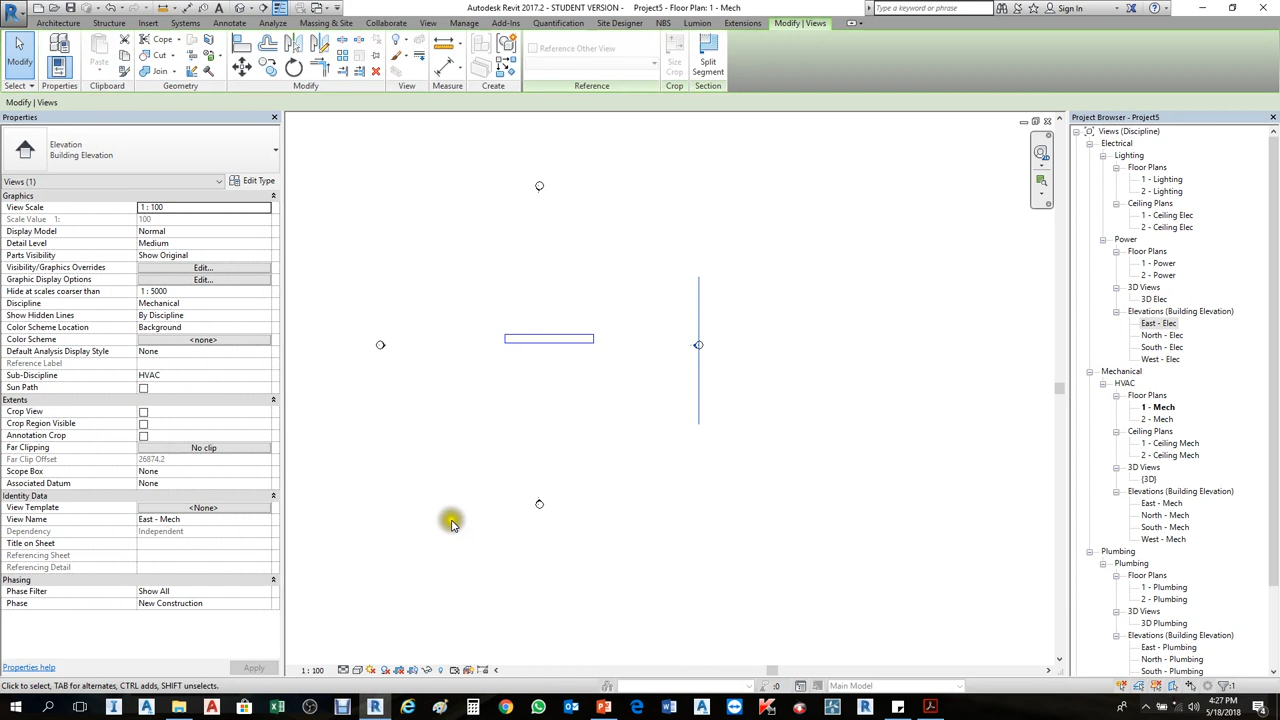 Autodesk Revit 2017.2 - STUDENT VERSION - Project5 - Floor Plan: 1 - Mech
Type a keyword or phrase
Sign In
Architecture Structure Insert Systems Annotate Analyze Massing & Site Collaborate View Manage Add-Ins Quantification Site Designer NBS Lumion Extensions Modify | Views
Modify
Paste
Cope
Cut
Join
Reference Other View
Size Crop
Split Segment
Select Properties Clipboard Geometry Modify View Measure Create Reference Crop Section
Modify | Views
Properties
Elevation
Building Elevation
Views (1)
Edit Type
Graphics
View Scale 1 : 100
Scale Value 1: 100
Display Model Normal
Detail Level Medium
Parts Visibility Show Original
Visibility/Graphics Overrides Edit...
Graphic Display Options Edit...
Hide at scales coarser than 1 : 5000
Discipline Mechanical
Show Hidden Lines By Discipline
Color Scheme Location Background
Color Scheme <none>
Default Analysis Display Style None
Reference Label
Sub-Discipline HVAC
Sun Path
Extents
Crop View
Crop Region Visible
Annotation Crop
Far Clipping No clip
Far Clip Offset 26874.2
Scope Box None
Associated Datum None
Identity Data
View Template <None>
View Name East - Mech
Dependency Independent
Title on Sheet
Referencing Sheet
Referencing Detail
Phasing
Phase Filter Show All
Phase New Construction
Properties help
Apply
Project Browser - Project5
Views (Discipline)
Electrical
Lighting
Floor Plans
1 - Lighting
2 - Lighting
Ceiling Plans
1 - Ceiling Elec
2 - Ceiling Elec
Power
Floor Plans
1 - Power
2 - Power
3D Views
3D Elec
Elevations (Building Elevation)
East - Elec
North - Elec
South - Elec
West - Elec
Mechanical
HVAC
Floor Plans
1 - Mech
2 - Mech
Ceiling Plans
1 - Ceiling Mech
2 - Ceiling Mech
3D Views
{3D}
Elevations (Building Elevation)
East - Mech
North - Mech
South - Mech
West - Mech
Plumbing
Plumbing
Floor Plans
1 - Plumbing
2 - Plumbing
3D Views
3D Plumbing
Elevations (Building Elevation)
East - Plumbing
North - Plumbing
South - Plumbing
1 : 100
Click to select, TAB for alternates, CTRL adds, SHIFT unselects.
:0
Main Model
:1
4:27 PM
5/18/2018